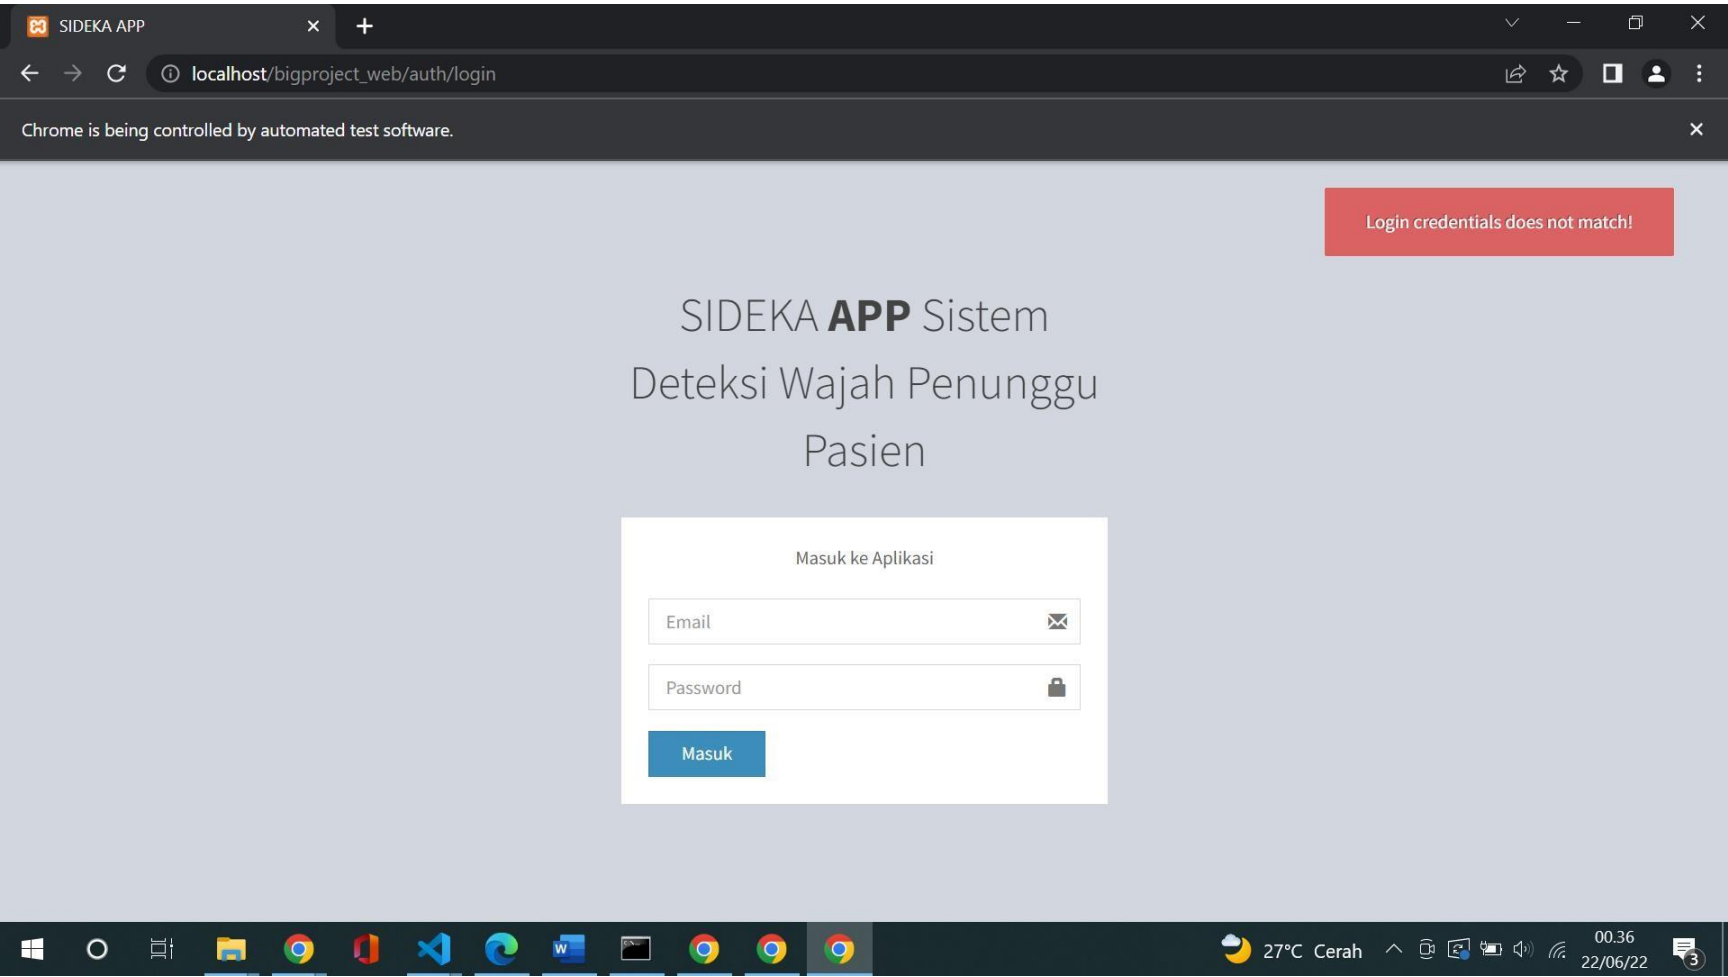 SIDEKA APP
localhost/bigproject_web/auth/login
Chrome is being controlled by automated test software.
Login credentials does not match!
SIDEKA APP Sistem
Deteksi Wajah Penunggu
Pasien
Masuk ke Aplikasi
Email
Password
Masuk
27°C Cerah
00.36
22/06/22
3